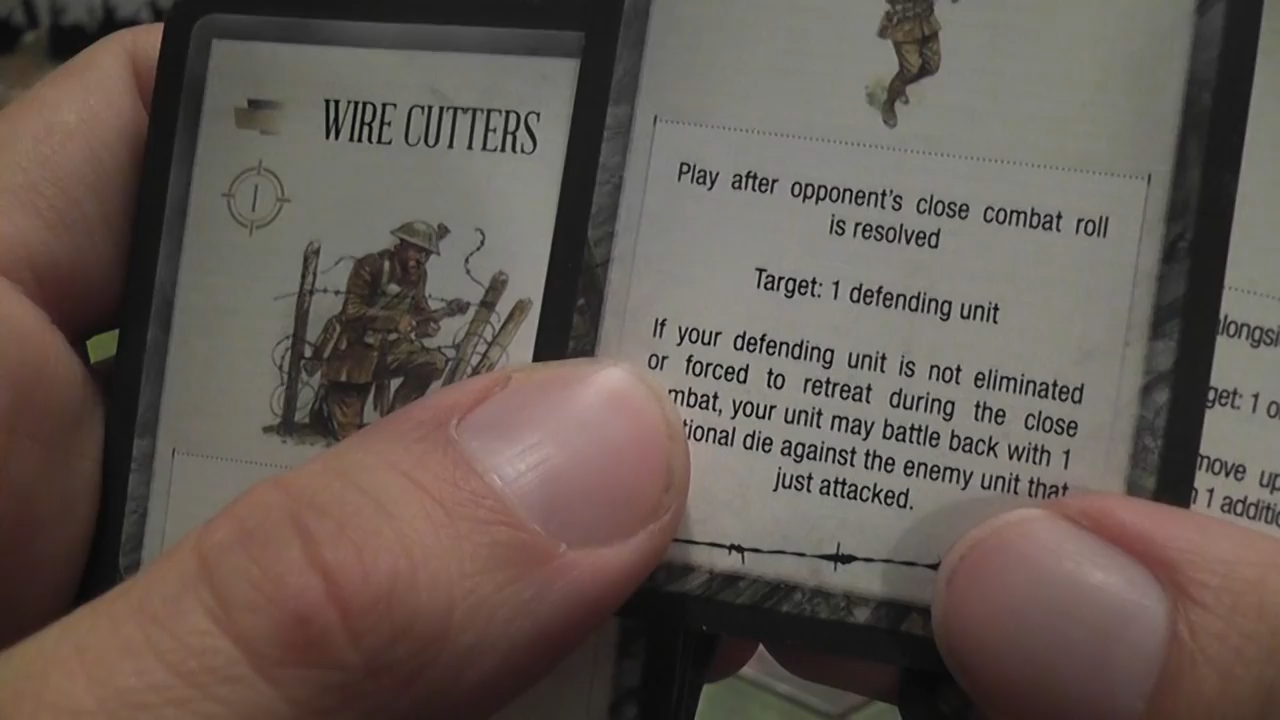 WIRE CUTTERS
1
Play after opponent's close combat roll
is resolved
Target: 1 defending unit
If your defending unit is not eliminated
or forced to retreat during the close
mbat, your unit may battle back with 1
tional die against the enemy unit that
just attacked.
longsi
get: 1 o
move up
1 additio